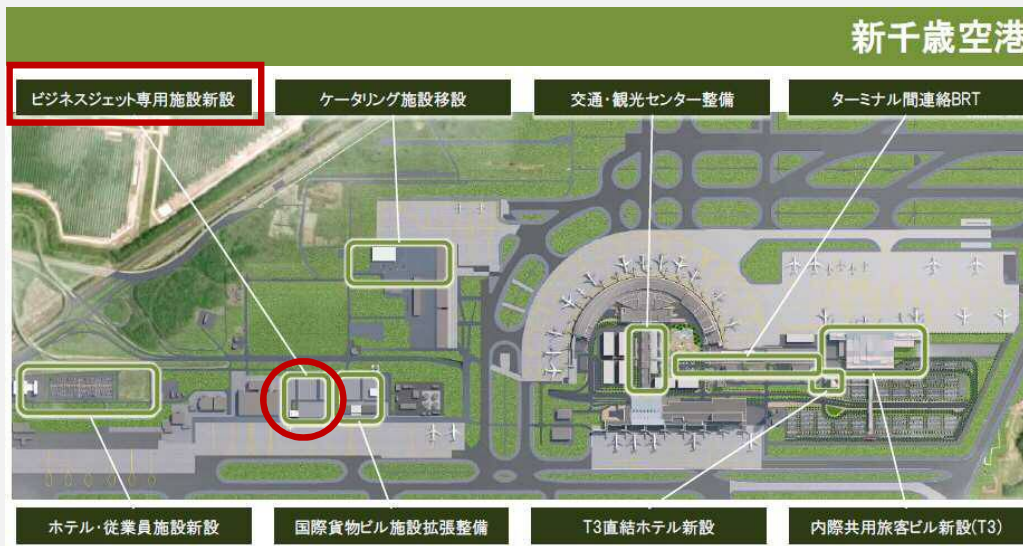 新千歳空港
ビジネスジェット専用施設新設
ケータリング施設移設
交通・観光センター整備
ターミナル間連絡BRT
ホテル・従業員施設新設
国際貨物ビル施設拡張整備
T3直結ホテル新設
内際共用旅客ビル新設(T3)